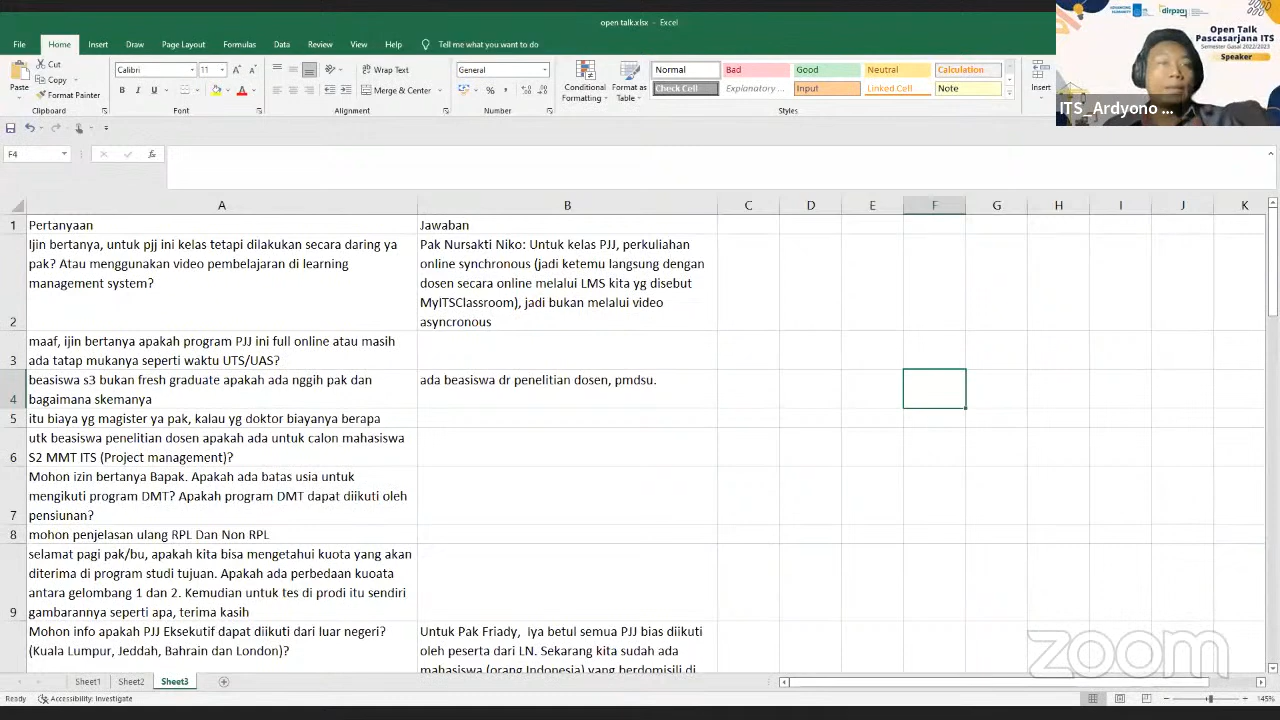 open talk.xlsx - Excel
File Home Insert Draw Page Layout Formulas Data Review View Help Tell me what you want to do
Cut
Copy
Format Painter
Paste
Clipboard
Calibri 11
B I U
Font
Wrap Text
Merge & Center
Alignment
General
Number
Conditional Formatting
Format as Table
Normal Bad Good Neutral Calculation
Check Cell Explanatory ... Input Linked Cell Note
Styles
Insert
Open Talk
Pascasarjana ITS
Semester Gasal 2022/2023
Speaker
ITS_Ardyono ...
F4
A B C D E F G H I J K
1 Pertanyaan Jawaban
Ijin bertanya, untuk pjj ini kelas tetapi dilakukan secara daring ya
pak? Atau menggunakan video pembelajaran di learning
management system?
Pak Nursakti Niko: Untuk kelas PJJ, perkuliahan
online synchronous (jadi ketemu langsung dengan
dosen secara online melalui LMS kita yg disebut
MyITSClassroom), jadi bukan melalui video
2 asyncronous
maaf, ijin bertanya apakah program PJJ ini full online atau masih
3 ada tatap mukanya seperti waktu UTS/UAS?
beasiswa s3 bukan fresh graduate apakah ada nggih pak dan
4 bagaimana skemanya
ada beasiswa dr penelitian dosen, pmdsu.
5 itu biaya yg magister ya pak, kalau yg doktor biayanya berapa
utk beasiswa penelitian dosen apakah ada untuk calon mahasiswa
6 S2 MMT ITS (Project management)?
Mohon izin bertanya Bapak. Apakah ada batas usia untuk
mengikuti program DMT? Apakah program DMT dapat diikuti oleh
7 pensiunan?
8 mohon penjelasan ulang RPL Dan Non RPL
selamat pagi pak/bu, apakah kita bisa mengetahui kuota yang akan
diterima di program studi tujuan. Apakah ada perbedaan kuoata
antara gelombang 1 dan 2. Kemudian untuk tes di prodi itu sendiri
9 gambarannya seperti apa, terima kasih
Mohon info apakah PJJ Eksekutif dapat diikuti dari luar negeri?
(Kuala Lumpur, Jeddah, Bahrain dan London)?
Untuk Pak Friady, Iya betul semua PJJ bias diikuti
oleh peserta dari LN. Sekarang kita sudah ada
mahasiswa (orang Indonesia) yang berdomisili di
zoom
Sheet1 Sheet2 Sheet3
Ready Accessibility: Investigate 145%